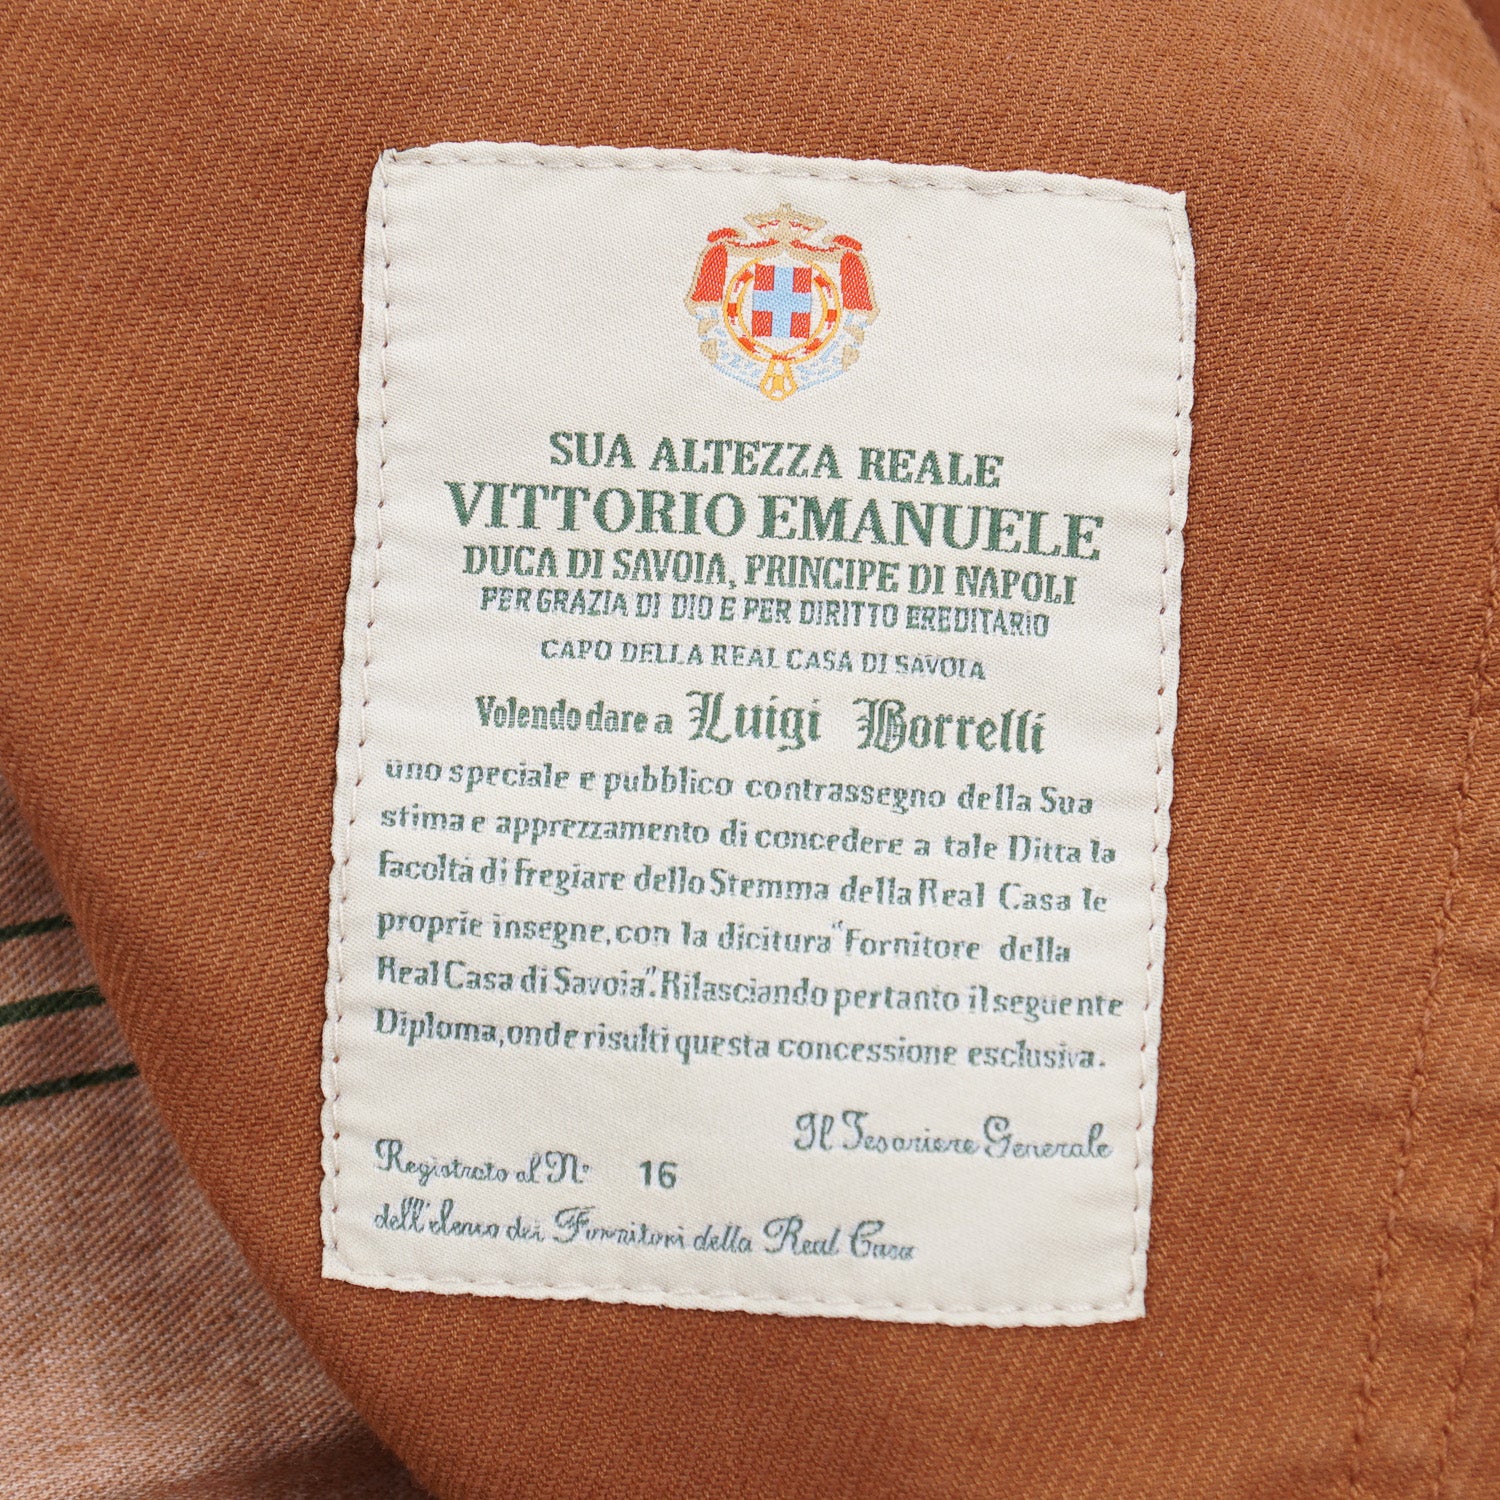 SUA ALTEZZA REALE
VITTORIO EMANUELE
DUCA DI SAVOIA, PRINCIPE DI NAPOLI
PER GRAZIA DI DIO E PER DIRITTO EREDITARIO
CAPO DELLA REAL CASA DI SAVOIA
Volendo dare a Luigi Borrelli
uno speciale e pubblico contrassegno della Sua
stima e apprezzamento di concedere a tale Ditta la
facoltá di fregiare dello Stemma della Real Casa le
proprie insegne, con la dicitura "Fornitore della
Real Casa di Savoia". Rilasciando pertanto il seguente
Diploma, onde risulti questa concessione esclusiva.
Il Tesoriere Generale
Registrato al N° 16
dell'elenco dei Fornitori della Real Casa